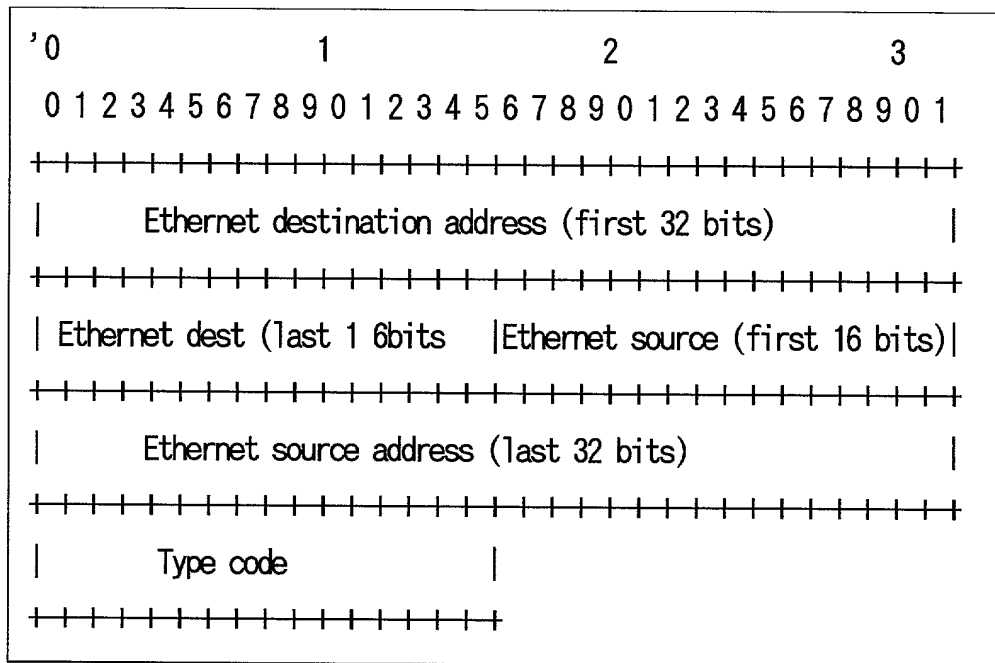 '0 1 2 3
0 1 2 3 4 5 6 7 8 9 0 1 2 3 4 5 6 7 8 9 0 1 2 3 4 5 6 7 8 9 0 1
+-+-+-+-+-+-+-+-+-+-+-+-+-+-+-+-+-+-+-+-+-+-+-+-+-+-+-+-+-+-+-+-+
| Ethernet destination address (first 32 bits) |
+-+-+-+-+-+-+-+-+-+-+-+-+-+-+-+-+-+-+-+-+-+-+-+-+-+-+-+-+-+-+-+-+
| Ethernet dest (last 1 6bits |Ethernet source (first 16 bits)|
+-+-+-+-+-+-+-+-+-+-+-+-+-+-+-+-+-+-+-+-+-+-+-+-+-+-+-+-+-+-+-+-+
| Ethernet source address (last 32 bits) |
+-+-+-+-+-+-+-+-+-+-+-+-+-+-+-+-+-+-+-+-+-+-+-+-+-+-+-+-+-+-+-+-+
| Type code |
+-+-+-+-+-+-+-+-+-+-+-+-+-+-+-+-+